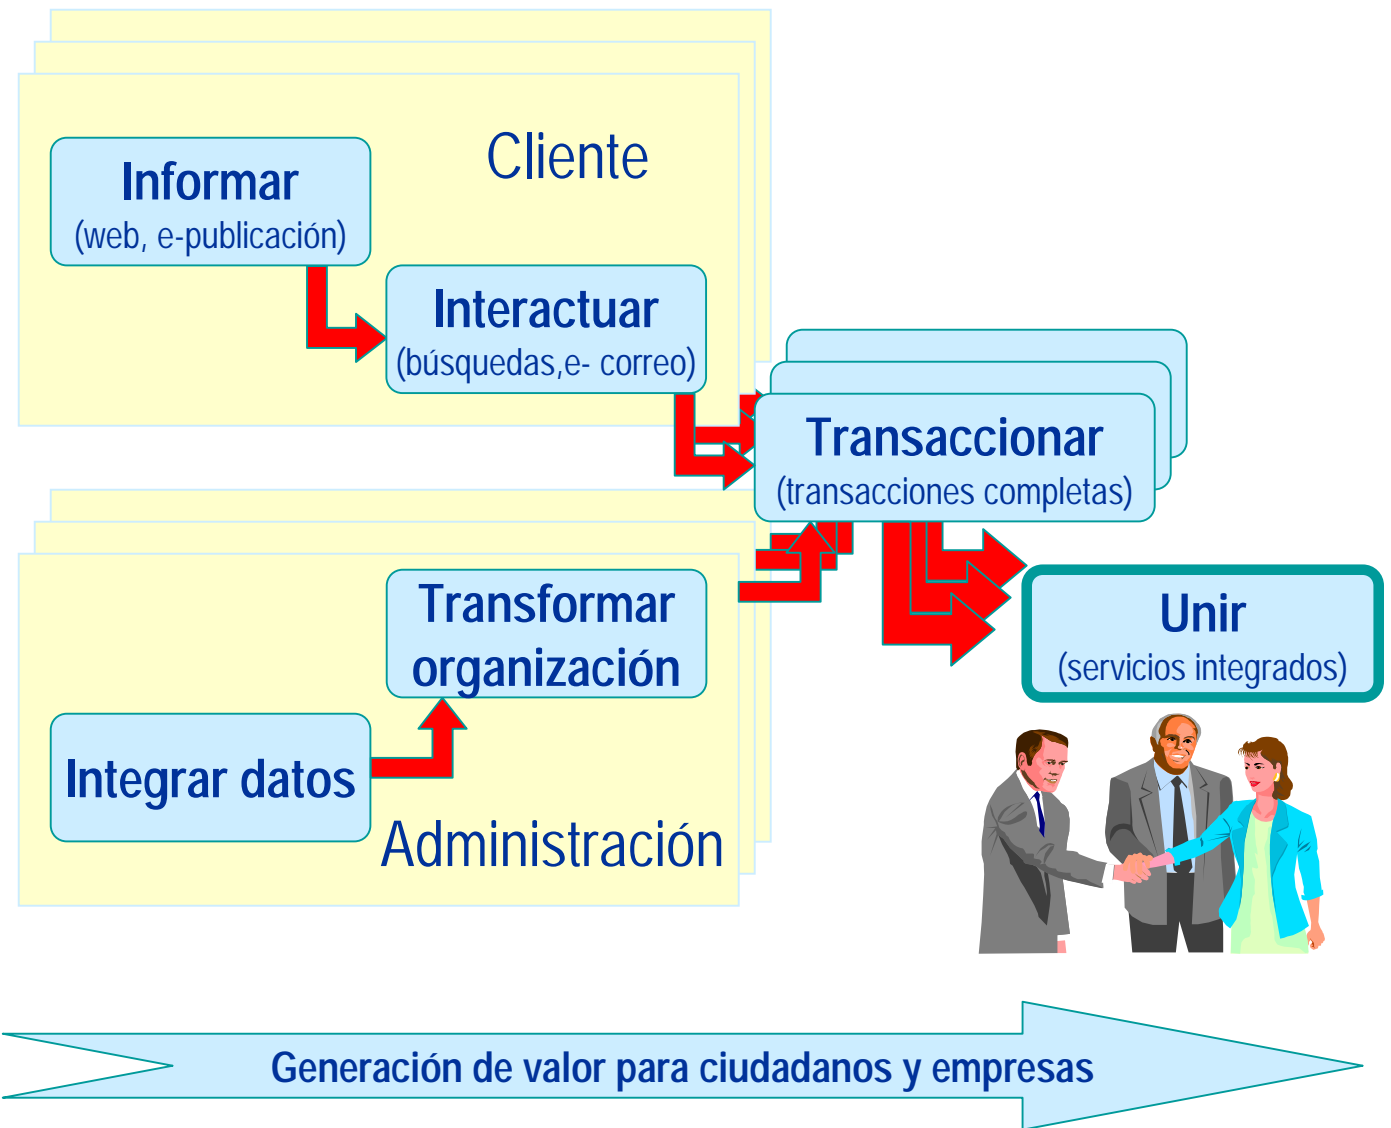 Cliente
Informar
(web, e-publicación)
Interactuar
(búsquedas,e- correo)
Transaccionar
(transacciones completas)
Transformar
organización
Unir
(servicios integrados)
Integrar datos
Administración
Generación de valor para ciudadanos y empresas